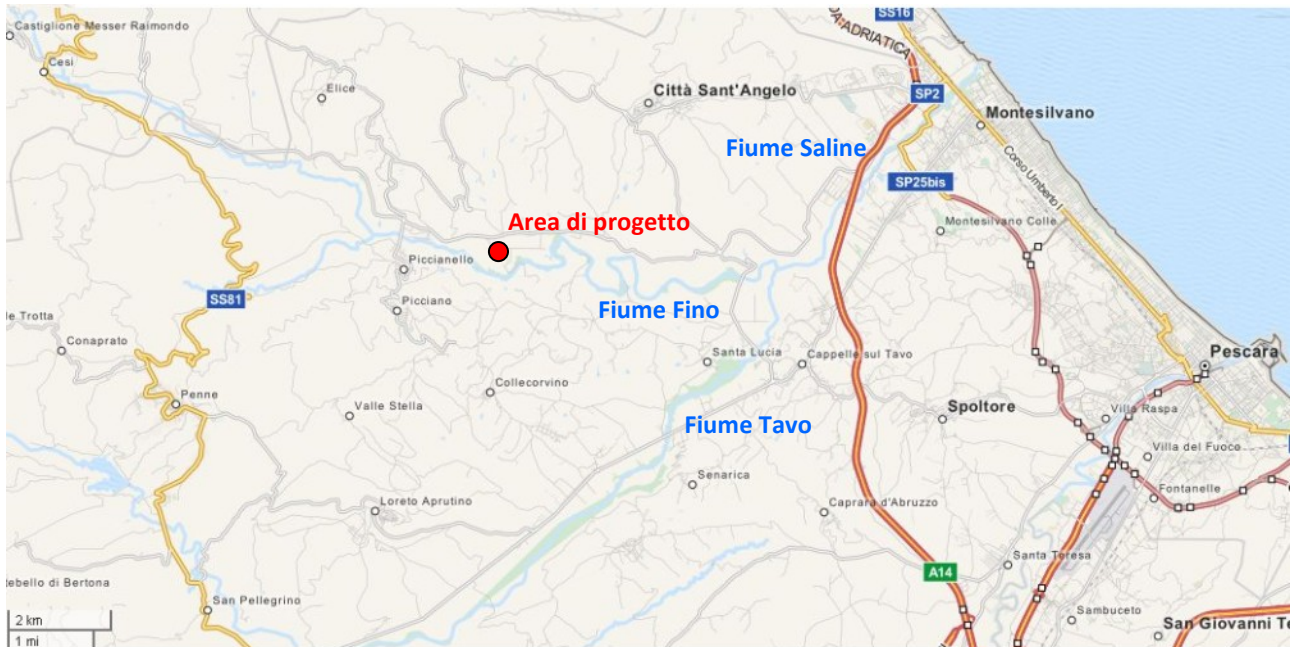 SS16
DA ADRIATICA
Castiglione Messer Raimondo
Cesi
Elice
Città Sant'Angelo
SP2
Montesilvano
Fiume Saline
Corso Umberto I
SP25bis
Montesilvano Colle
Area di progetto
Piccianello
SS81
Picciano
Fiume Fino
le Trotta
Conaprato
Santa Lucia
Cappelle sul Tavo
Pescara
Penne
Collecorvino
Valle Stella
Spoltore
Villa Raspa
Fiume Tavo
Villa del Fuoco
Senarica
Fontanelle
Loreto Aprutino
Caprara d'Abruzzo
Santa Teresa
A14
tebello di Bertona
San Pellegrino
Sambuceto
San Giovanni Te
2 km
1 mi